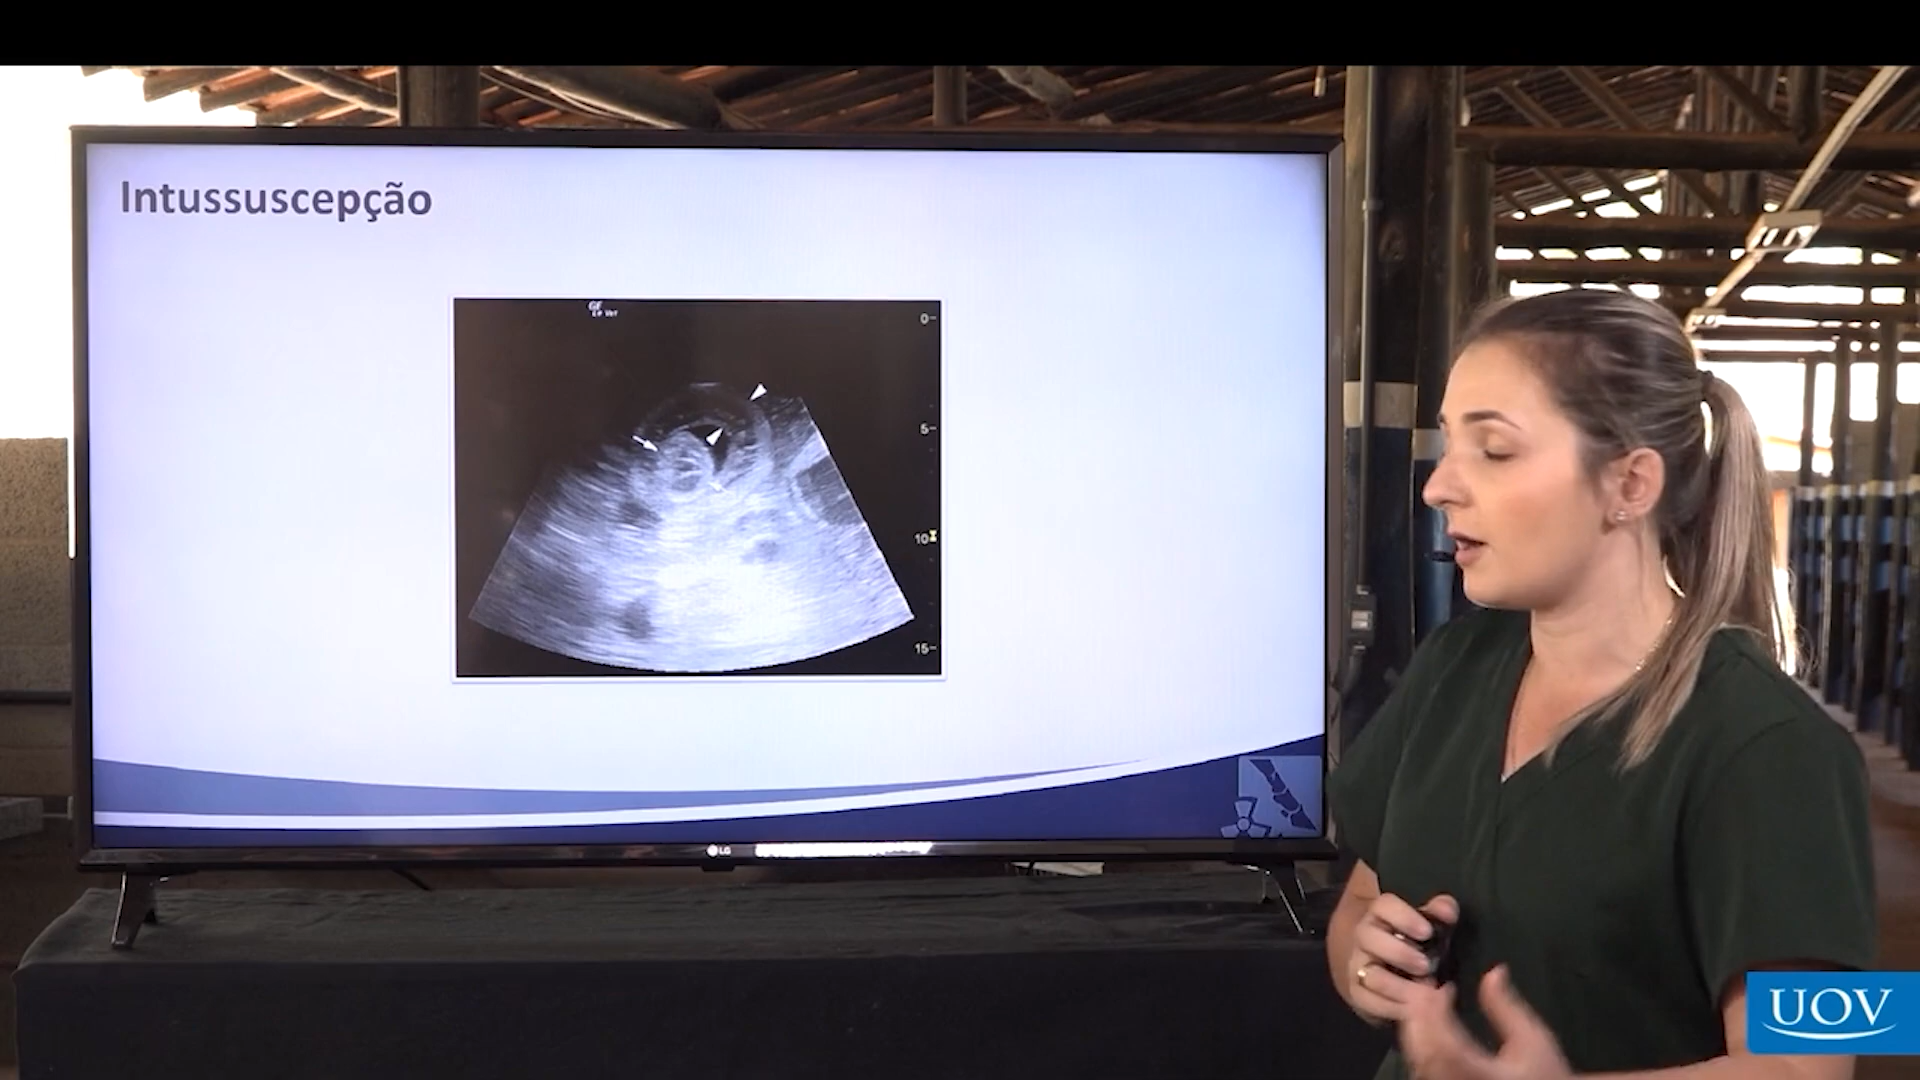 Intussuscepção
GE
0-
5-
10-
15-
LG
UOV